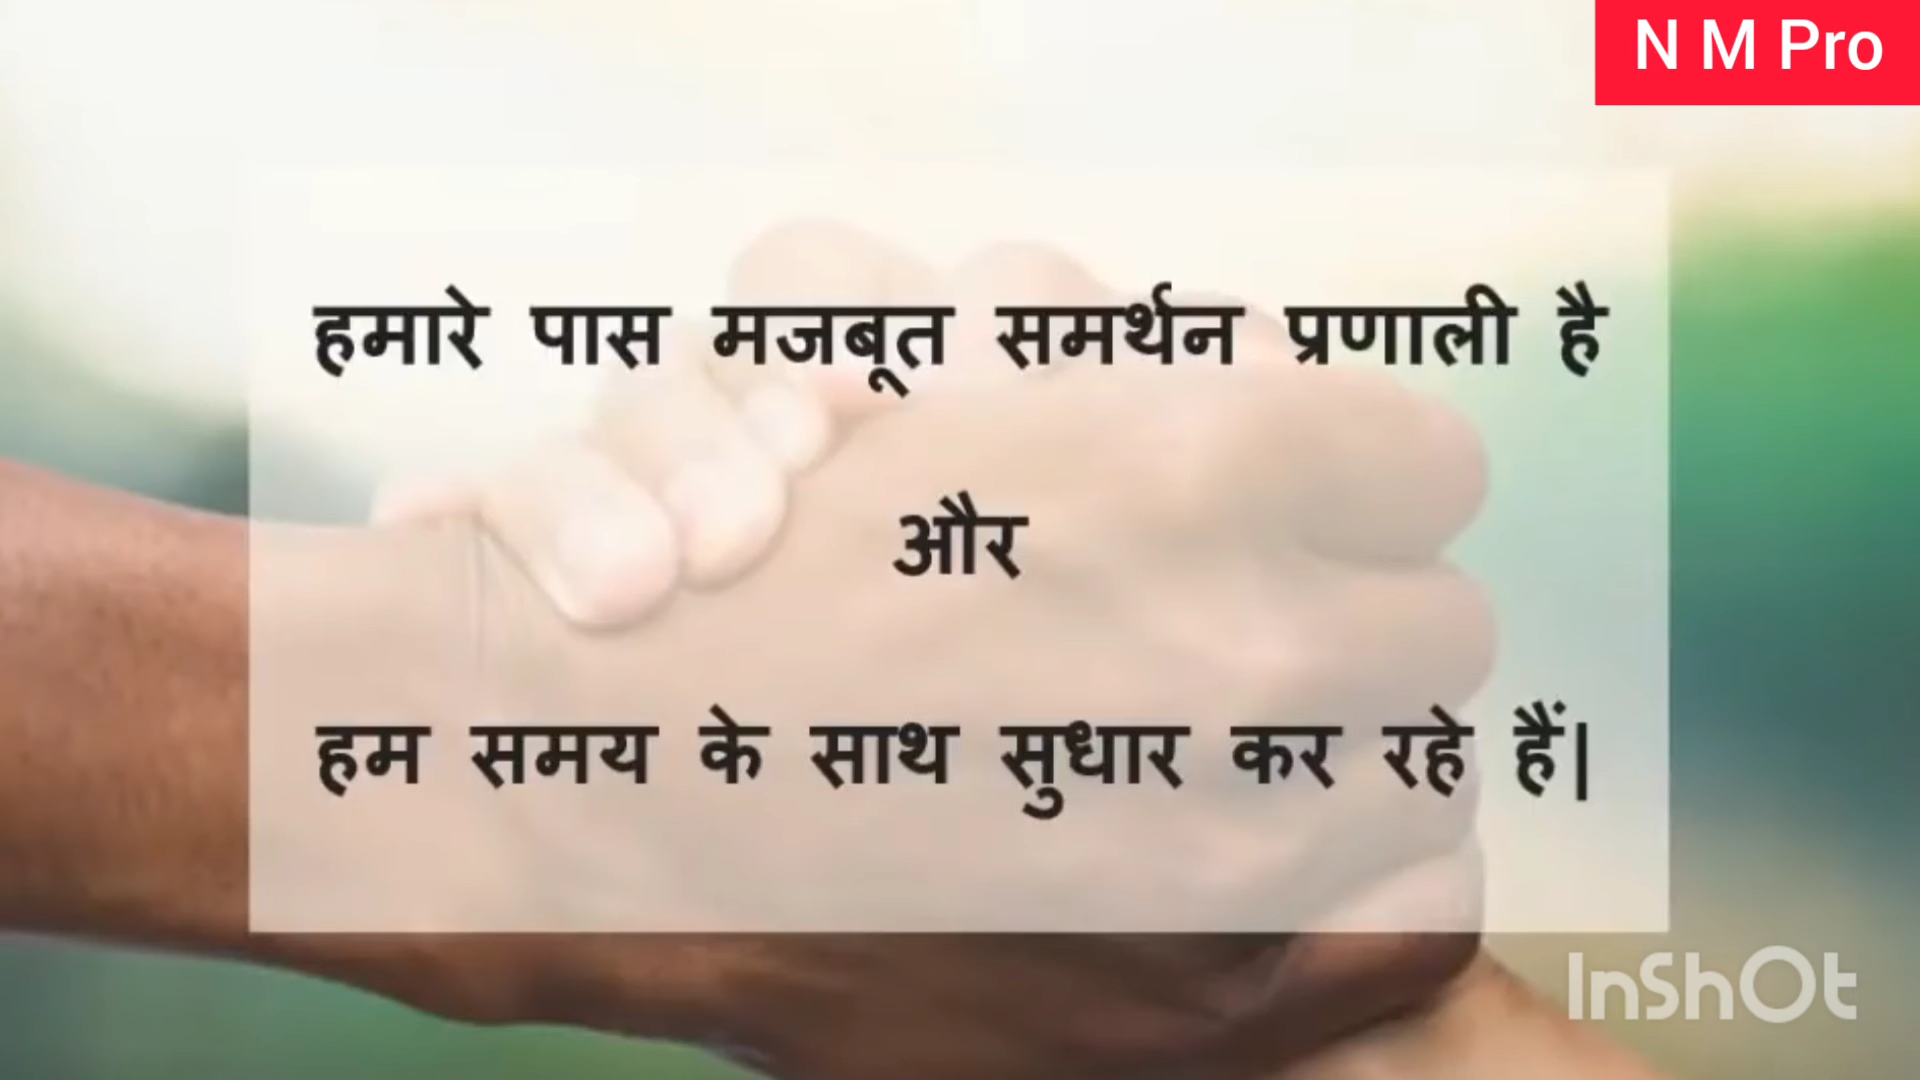 N M Pro
हमारे पास मजबूत समर्थन प्रणाली है
और
हम समय के साथ सुधार कर रहे हैं|
InShOt